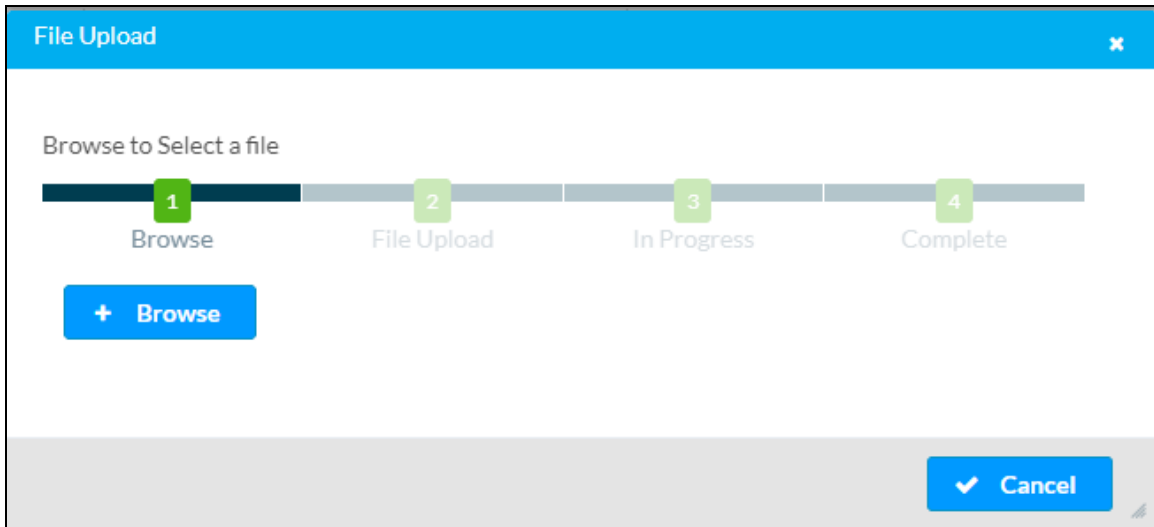 File Upload
Browse to Select a file
1 2 3 4
Browse File Upload In Progress Complete
+ Browse
Cancel